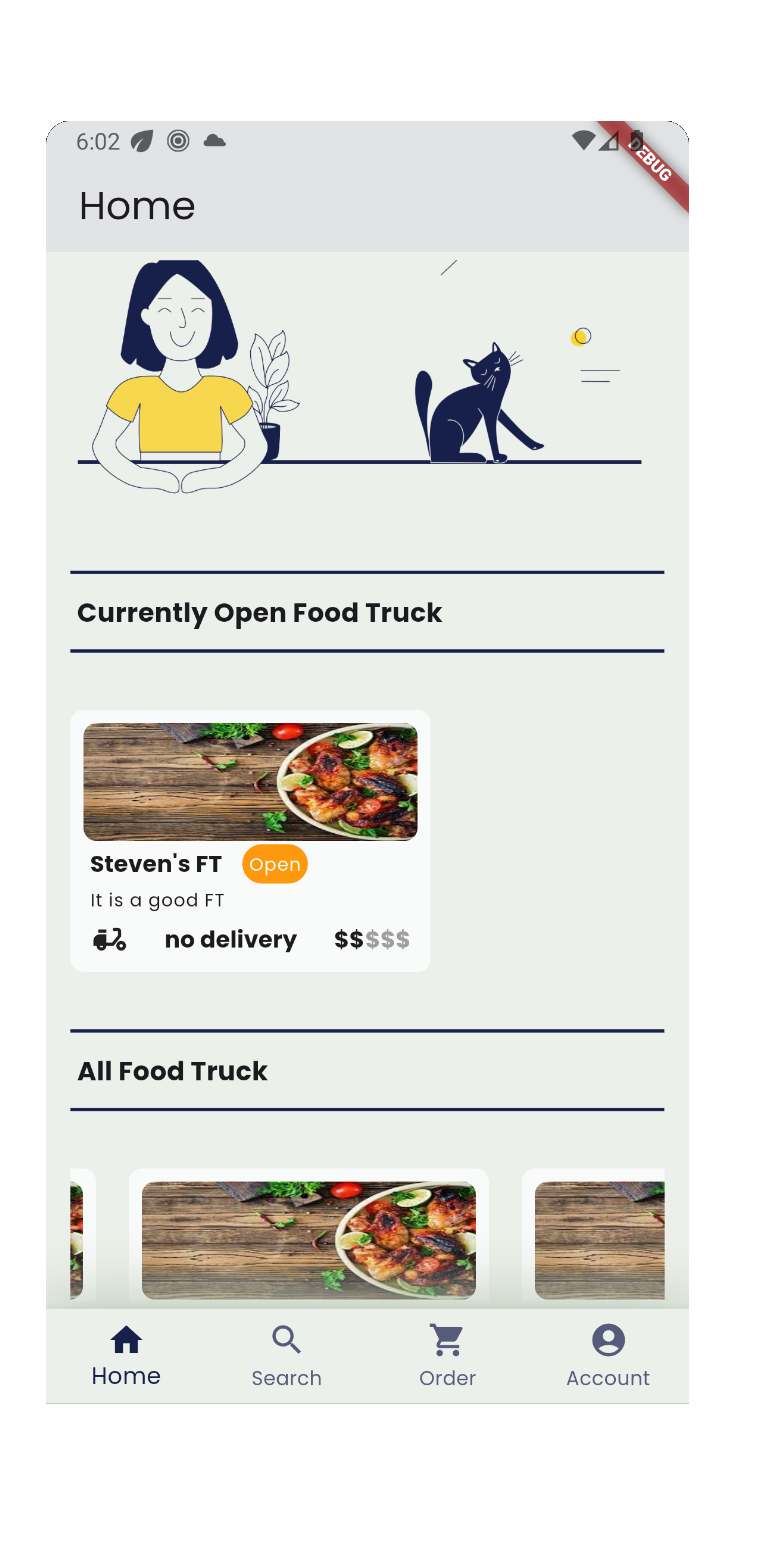 6:02
DEBUG
Home
Currently Open Food Truck
Steven's FT Open
It is a good FT
no delivery $$$$$
All Food Truck
Home Search Order Account